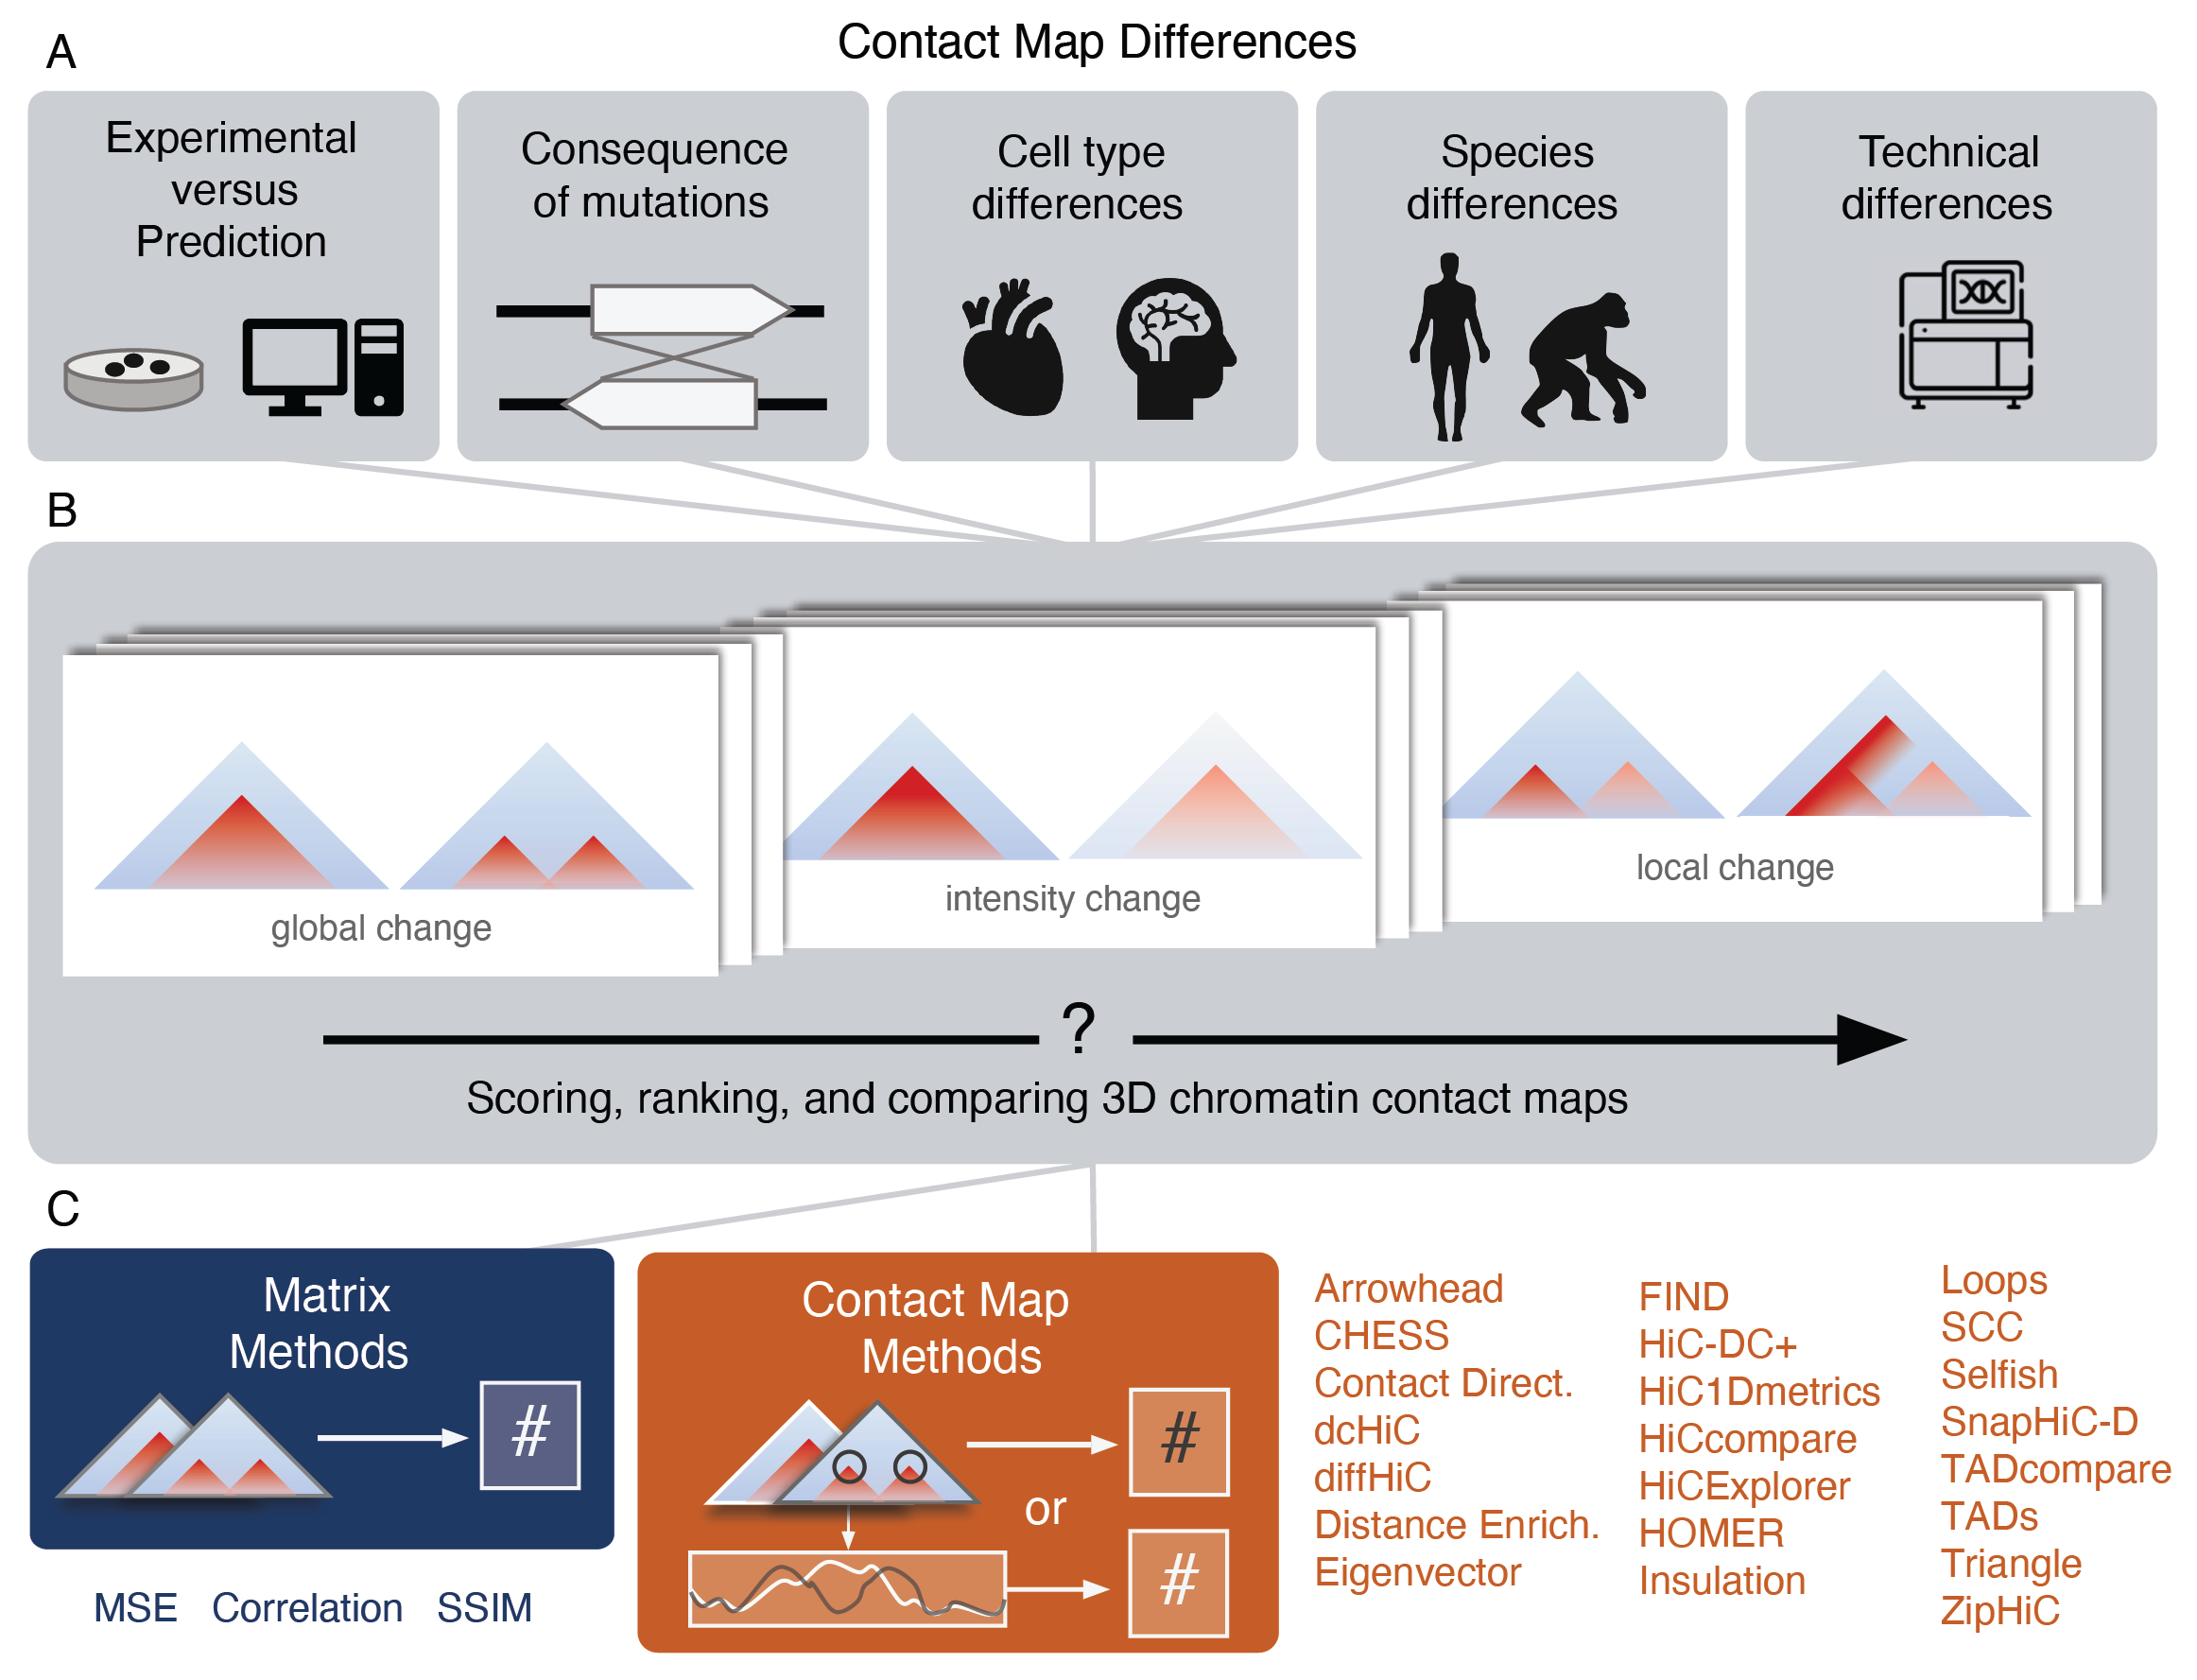 A
Contact Map Differences
Experimental
versus
Prediction
Consequence
of mutations
Cell type
differences
Species
differences
Technical
differences
B
global change
intensity change
local change
?
Scoring, ranking, and comparing 3D chromatin contact maps
C
Matrix
Methods
#
MSE Correlation SSIM
Contact Map
Methods
#
or
#
Arrowhead
CHESS
Contact Direct.
dcHiC
diffHiC
Distance Enrich.
Eigenvector
FIND
HiC-DC+
HiC1Dmetrics
HiCcompare
HiCExplorer
HOMER
Insulation
Loops
SCC
Selfish
SnapHiC-D
TADcompare
TADs
Triangle
ZipHiC